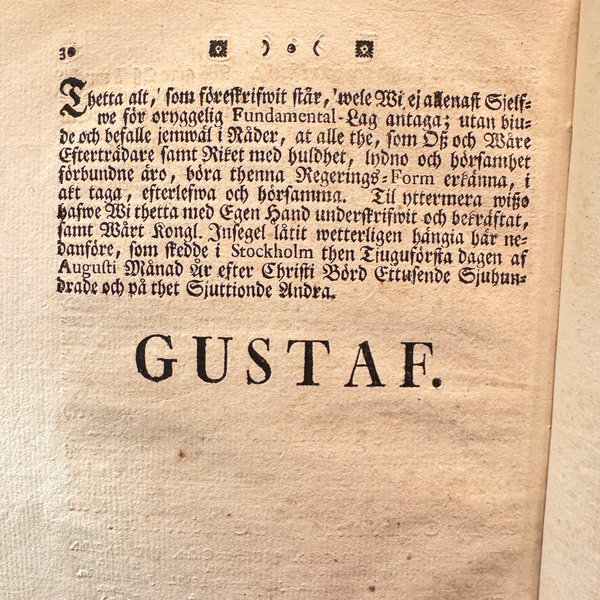 30
Thetta alt, som föreskrifwit står, wele Wi ej allenast Sjelf-
we för oryggelig Fundamental-Lag antaga; utan biu-
de och befalle jemwäl i Nåder, at alle the, som Oß och Wåre
Efterträdare samt Riket med huldhet, lydno och hörsamhet
förbundne äro, böra thenna Regerings-Form erkänna, i
akt taga, efterlefwa och hörsamma. Til yttermera wißo
hafwe Wi thetta med Egen Hand underskrifwit och bekräftat,
samt Wårt Kongl. Insegel låtit wetterligen hängia här ne-
danföre, som skedde i Stockholm then Tjuguförsta dagen af
Augusti Månad År efter Christi Börd Ettusende Sjuhun-
drade och på thet Sjuttionde Andra.
GUSTAF.